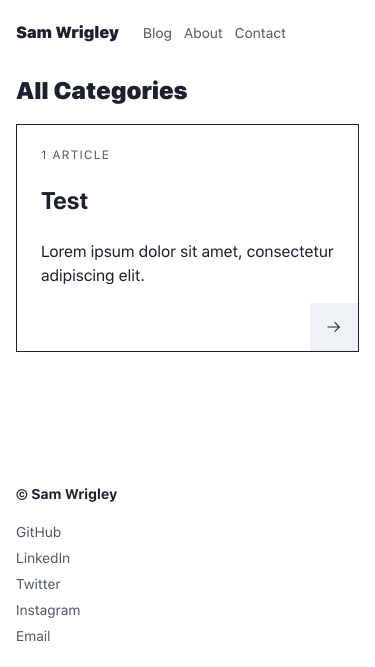 Sam Wrigley Blog About Contact
All Categories
1 ARTICLE
Test
Lorem ipsum dolor sit amet, consectetur
adipiscing elit.
© Sam Wrigley
GitHub
LinkedIn
Twitter
Instagram
Email